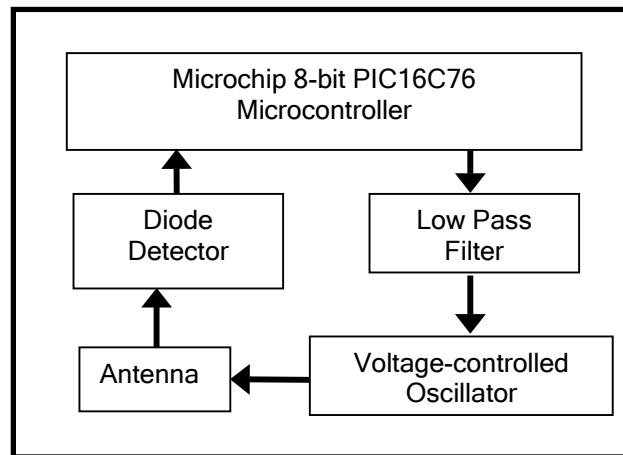 Microchip 8-bit PIC16C76
Microcontroller
Diode
Detector
Low Pass
Filter
Antenna
Voltage-controlled
Oscillator